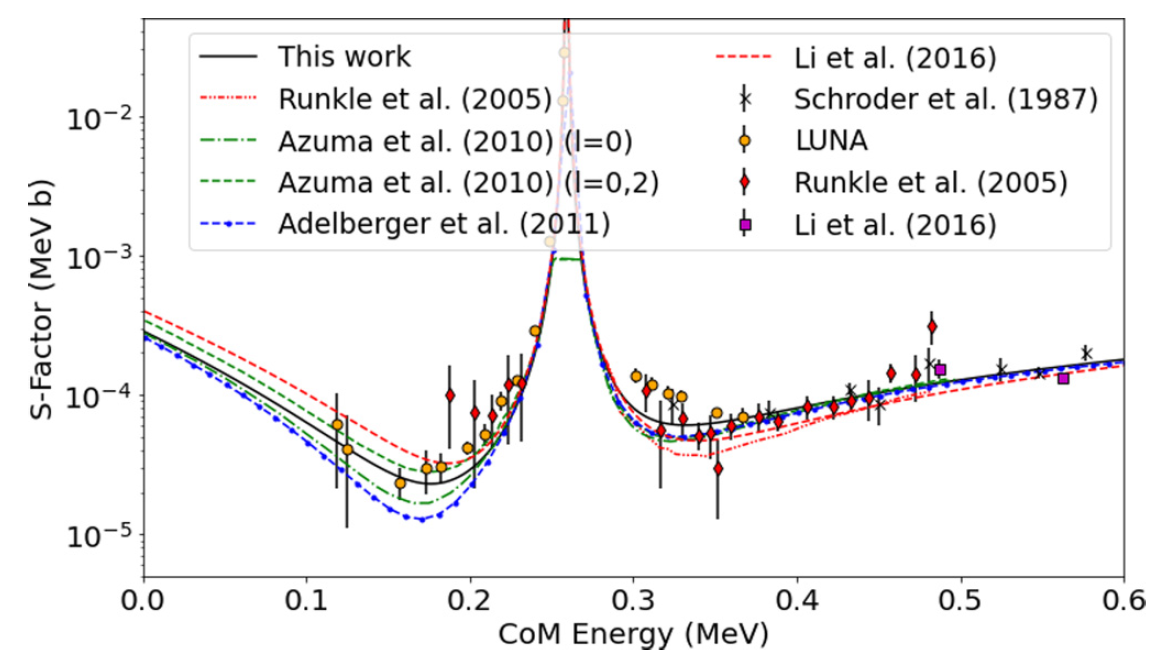 This work
Runkle et al. (2005)
Azuma et al. (2010) (l=0)
Azuma et al. (2010) (l=0,2)
Adelberger et al. (2011)
Li et al. (2016)
Schroder et al. (1987)
LUNA
Runkle et al. (2005)
Li et al. (2016)
S-Factor (MeV b)
10⁻²
10⁻³
10⁻⁴
10⁻⁵
0.0 0.1 0.2 0.3 0.4 0.5 0.6
CoM Energy (MeV)